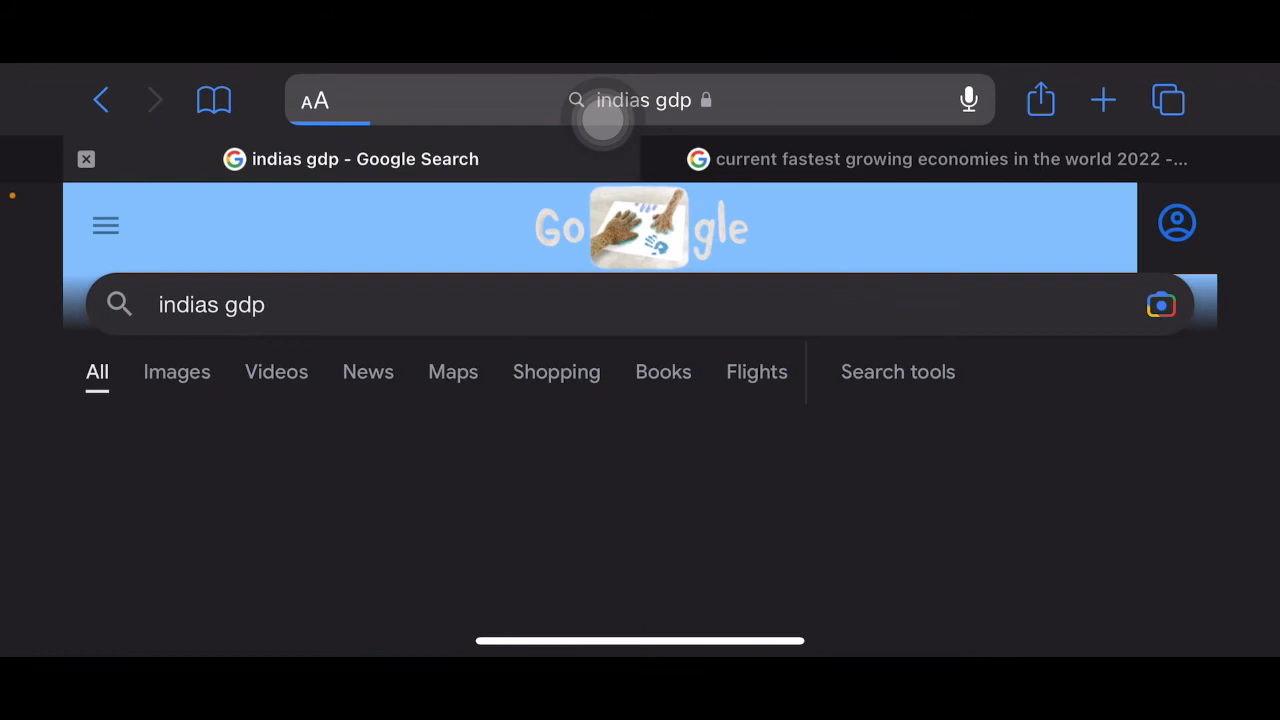 AA indias gdp
indias gdp - Google Search current fastest growing economies in the world 2022 -...
Go gle
indias gdp
All Images Videos News Maps Shopping Books Flights Search tools